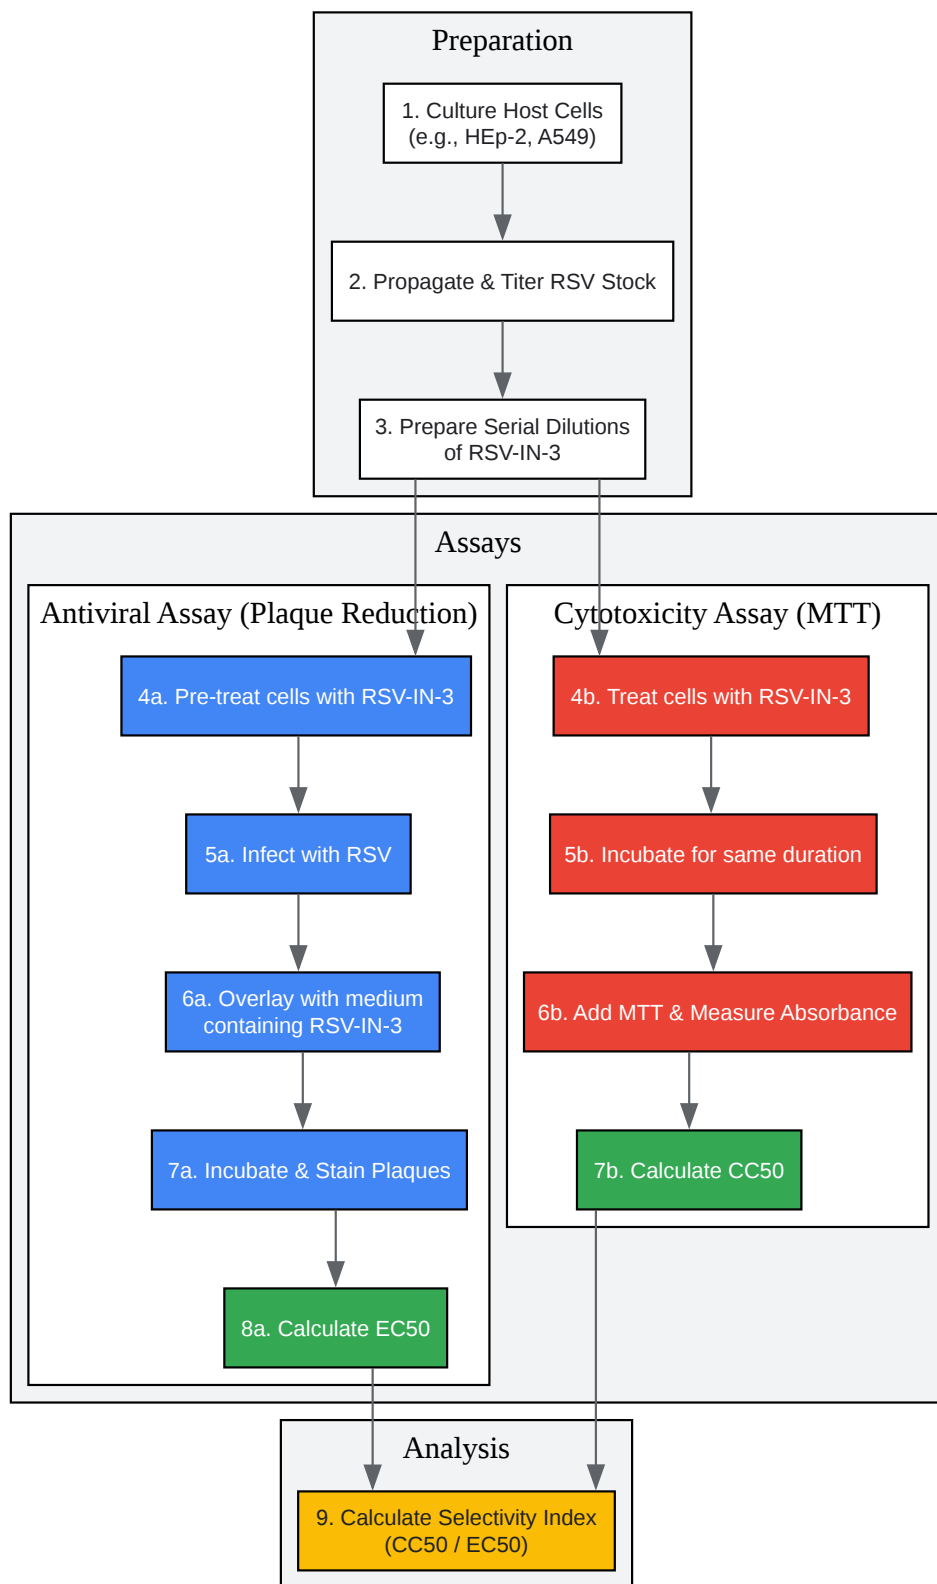 Preparation
1. Culture Host Cells
(e.g., HEp-2, A549)
2. Propagate & Titer RSV Stock
3. Prepare Serial Dilutions
of RSV-IN-3
Assays
Antiviral Assay (Plaque Reduction)
4a. Pre-treat cells with RSV-IN-3
5a. Infect with RSV
6a. Overlay with medium
containing RSV-IN-3
7a. Incubate & Stain Plaques
8a. Calculate EC50
Cytotoxicity Assay (MTT)
4b. Treat cells with RSV-IN-3
5b. Incubate for same duration
6b. Add MTT & Measure Absorbance
7b. Calculate CC50
Analysis
9. Calculate Selectivity Index
(CC50 / EC50)